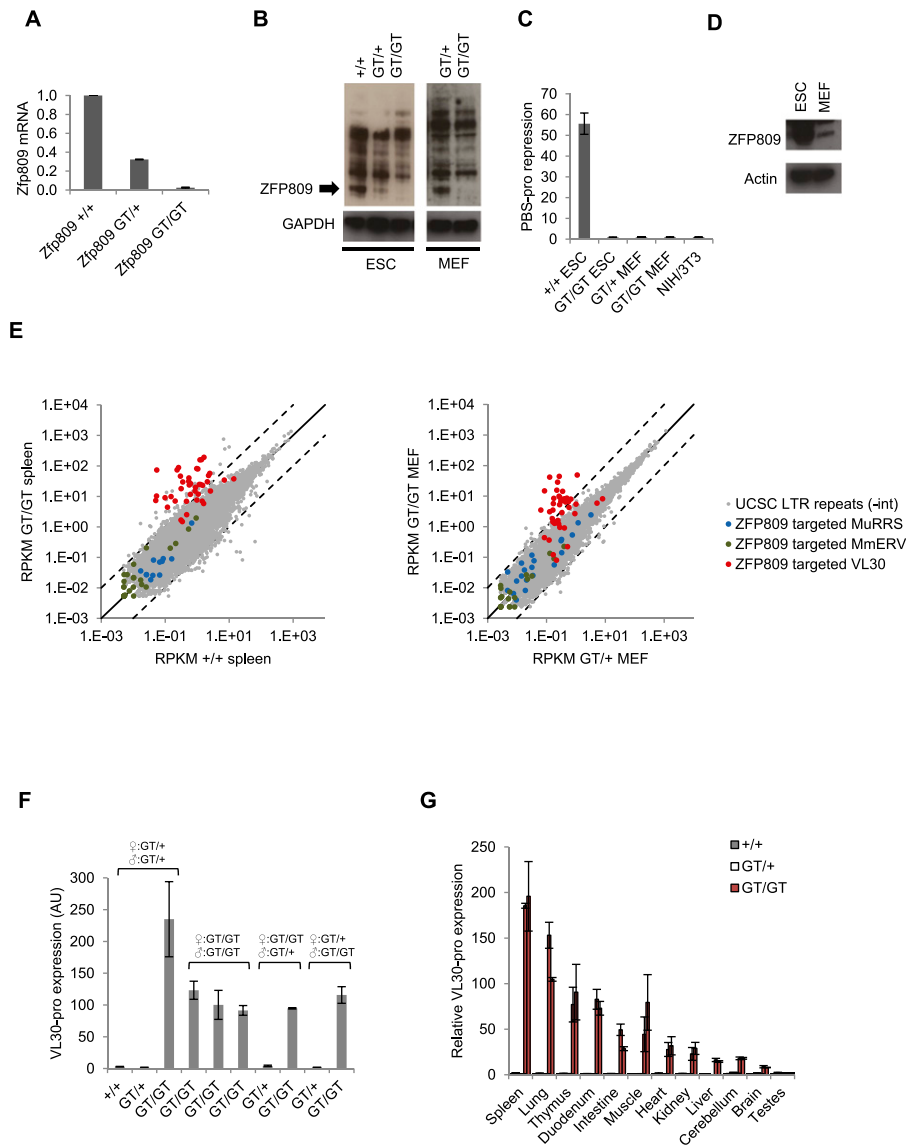 A
Zfp809 mRNA
1.0
0.8
0.6
0.4
0.2
0.0
Zfp809 +/+
Zfp809 GT/+
Zfp809 GT/GT
B
+/+
GT/+
GT/GT
GT/+
GT/GT
ZFP809
GAPDH
ESC
MEF
C
PBS-pro repression
70
60
50
40
30
20
10
0
+/+ ESC
GT/GT ESC
GT/+ MEF
GT/GT MEF
NIH/3T3
D
ESC
MEF
ZFP809
Actin
E
RPKM GT/GT spleen
1.E+04
1.E+03
1.E+02
1.E+01
1.E+00
1.E-01
1.E-02
1.E-03
1.E-03 1.E-01 1.E+01 1.E+03
RPKM +/+ spleen
RPKM GT/GT MEF
1.E+04
1.E+03
1.E+02
1.E+01
1.E+00
1.E-01
1.E-02
1.E-03
1.E-03 1.E-01 1.E+01 1.E+03
RPKM GT/+ MEF
UCSC LTR repeats (-int)
ZFP809 targeted MuRRS
ZFP809 targeted MmERV
ZFP809 targeted VL30
F
VL30-pro expression (AU)
300
250
200
150
100
50
0
♀:GT/+
♂:GT/+
♀:GT/GT
♂:GT/GT
♀:GT/GT
♂:GT/+
♀:GT/+
♂:GT/GT
+/+
GT/+
GT/GT
GT/GT
GT/GT
GT/GT
GT/+
GT/GT
GT/+
GT/GT
G
Relative VL30-pro expression
250
200
150
100
50
0
+/+
GT/+
GT/GT
Spleen
Lung
Thymus
Duodenum
Intestine
Muscle
Heart
Kidney
Liver
Cerebellum
Brain
Testes